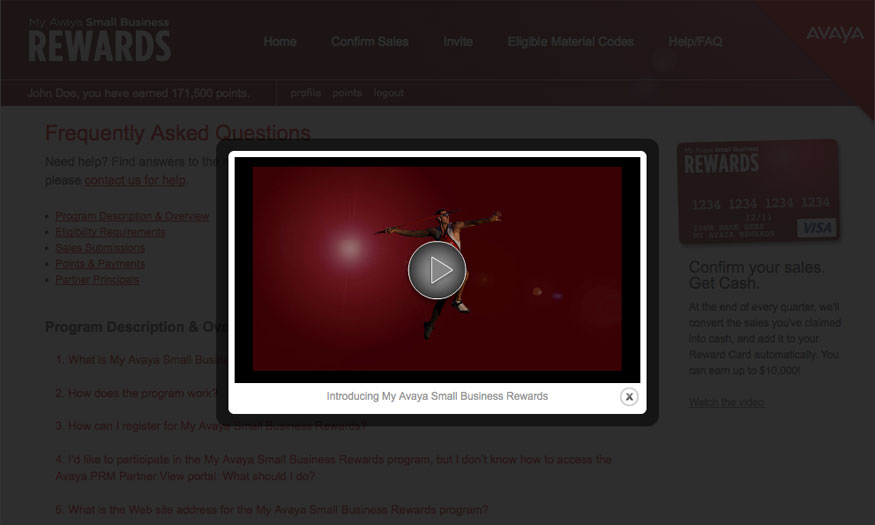 My Avaya Small Business
REWARDS
Home Confirm Sales Invite Eligible Material Codes Help/FAQ
AVAYA
John Doe, you have earned 171,500 points. profile points logout
Frequently Asked Questions
Need help? Find answers to the
please contact us for help.
Program Description & Overview
Eligibility Requirements
Sales Submissions
Points & Payments
Partner Principals
Program Description &
1. What is My Avaya Small
2. How does the program work?
3. How can I register for My Avaya Small Business Rewards?
4. I'd like to participate in the My Avaya Small Business Rewards program, but I don't know how to access the
Avaya PRM Partner View portal. What should I do?
5. What is the Web site address for the My Avaya Small Business Rewards program?
Introducing My Avaya Small Business Rewards
X
My Avaya Small Business
REWARDS
1234 1234 1234 1234
12/11
YOUR NAME HERE
MY AVAYA REWARDS
VISA
Confirm your sales.
Get Cash.
At the end of every quarter, we'll
convert the sales you've claimed
into cash, and add it to your
Reward Card automatically. You
can earn up to $10,000!
Watch the video